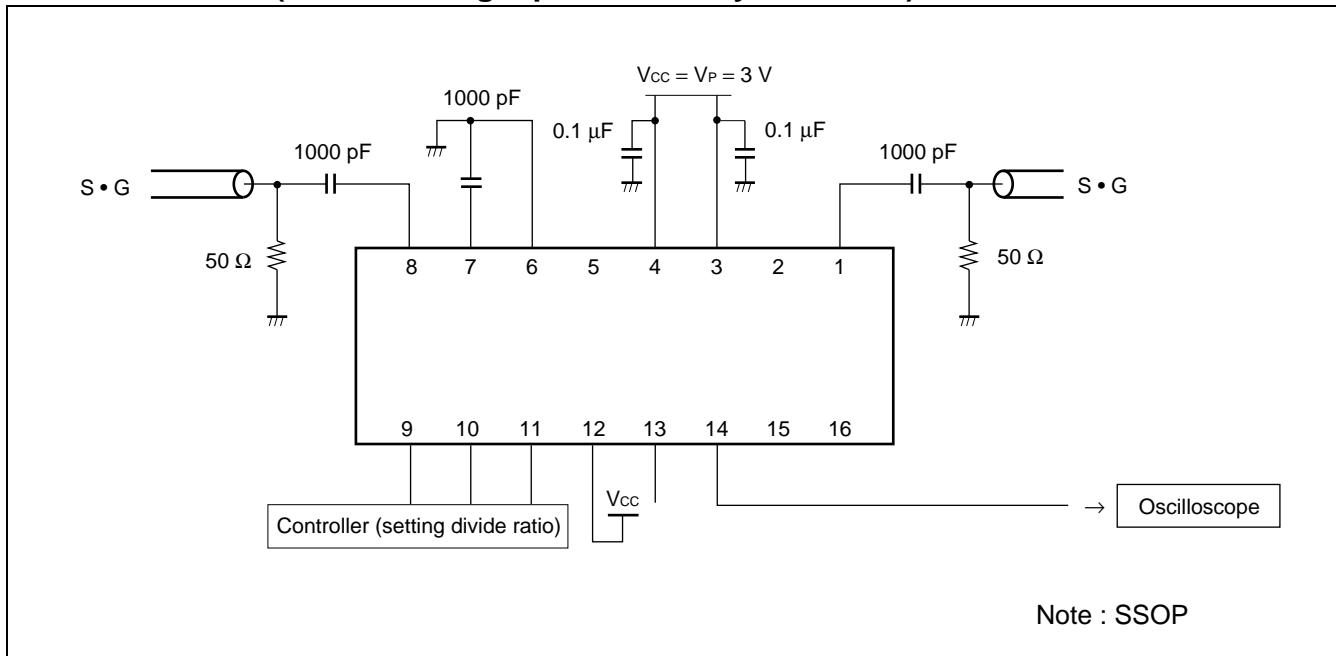 VCC = VP = 3 V
1000 pF
0.1 μF
0.1 μF
1000 pF
1000 pF
S • G
S • G
50 Ω
50 Ω
8 7 6 5 4 3 2 1
9 10 11 12 13 14 15 16
VCC
Controller (setting divide ratio)
→ Oscilloscope
Note : SSOP